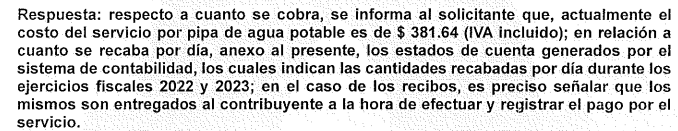 Respuesta: respecto a cuanto se cobra, se informa al solicitante que, actualmente el
costo del servicio por pipa de agua potable es de $ 381.64 (IVA incluido); en relación a
cuanto se recaba por día, anexo al presente, los estados de cuenta generados por el
sistema de contabilidad, los cuales indican las cantidades recabadas por día durante los
ejercicios fiscales 2022 y 2023; en el caso de los recibos, es preciso señalar que los
mismos son entregados al contribuyente a la hora de efectuar y registrar el pago por el
servicio.